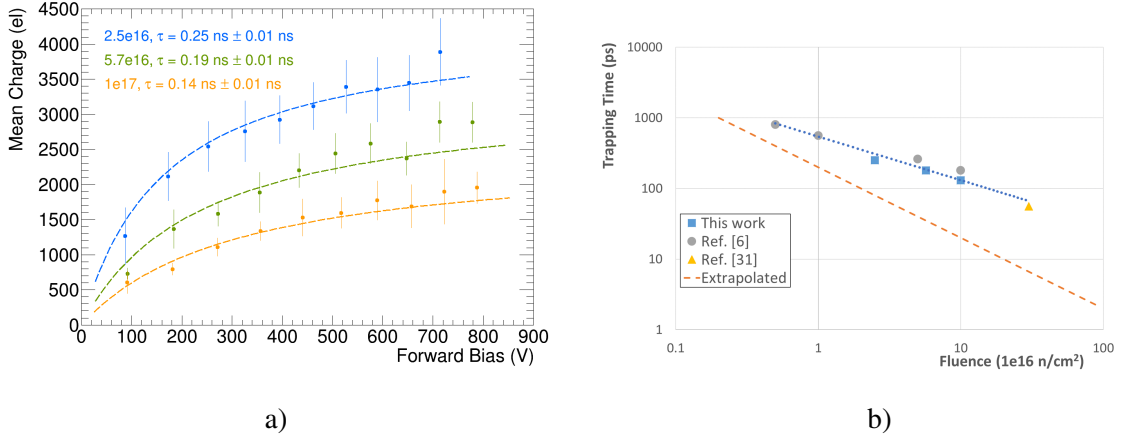 4500
4000
3500
3000
2500
2000
1500
1000
500
0
Mean Charge (el)
2.5e16, τ = 0.25 ns ± 0.01 ns
5.7e16, τ = 0.19 ns ± 0.01 ns
1e17, τ = 0.14 ns ± 0.01 ns
0 100 200 300 400 500 600 700 800 900
Forward Bias (V)
a)
10000
1000
100
10
1
Trapping Time (ps)
This work
Ref. [6]
Ref. [31]
Extrapolated
0.1 1 10 100
Fluence (1e16 n/cm²)
b)